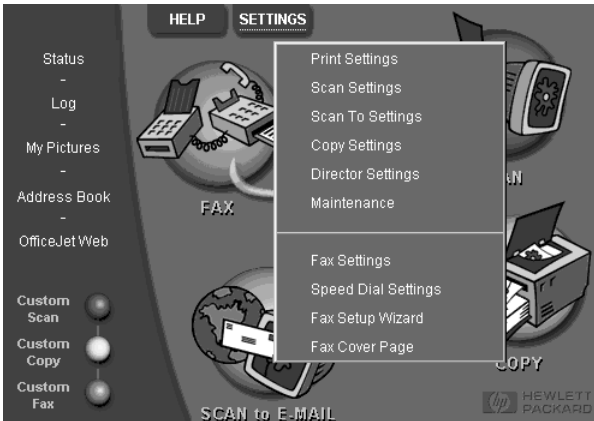 HELP
SETTINGS
Status
-
Log
-
My Pictures
-
Address Book
-
OfficeJet Web
Custom
Scan
Custom
Copy
Custom
Fax
Print Settings
Scan Settings
Scan To Settings
Copy Settings
Director Settings
Maintenance
Fax Settings
Speed Dial Settings
Fax Setup Wizard
Fax Cover Page
FAX
AN
COPY
SCAN to E-MAIL
hp HEWLETT
PACKARD